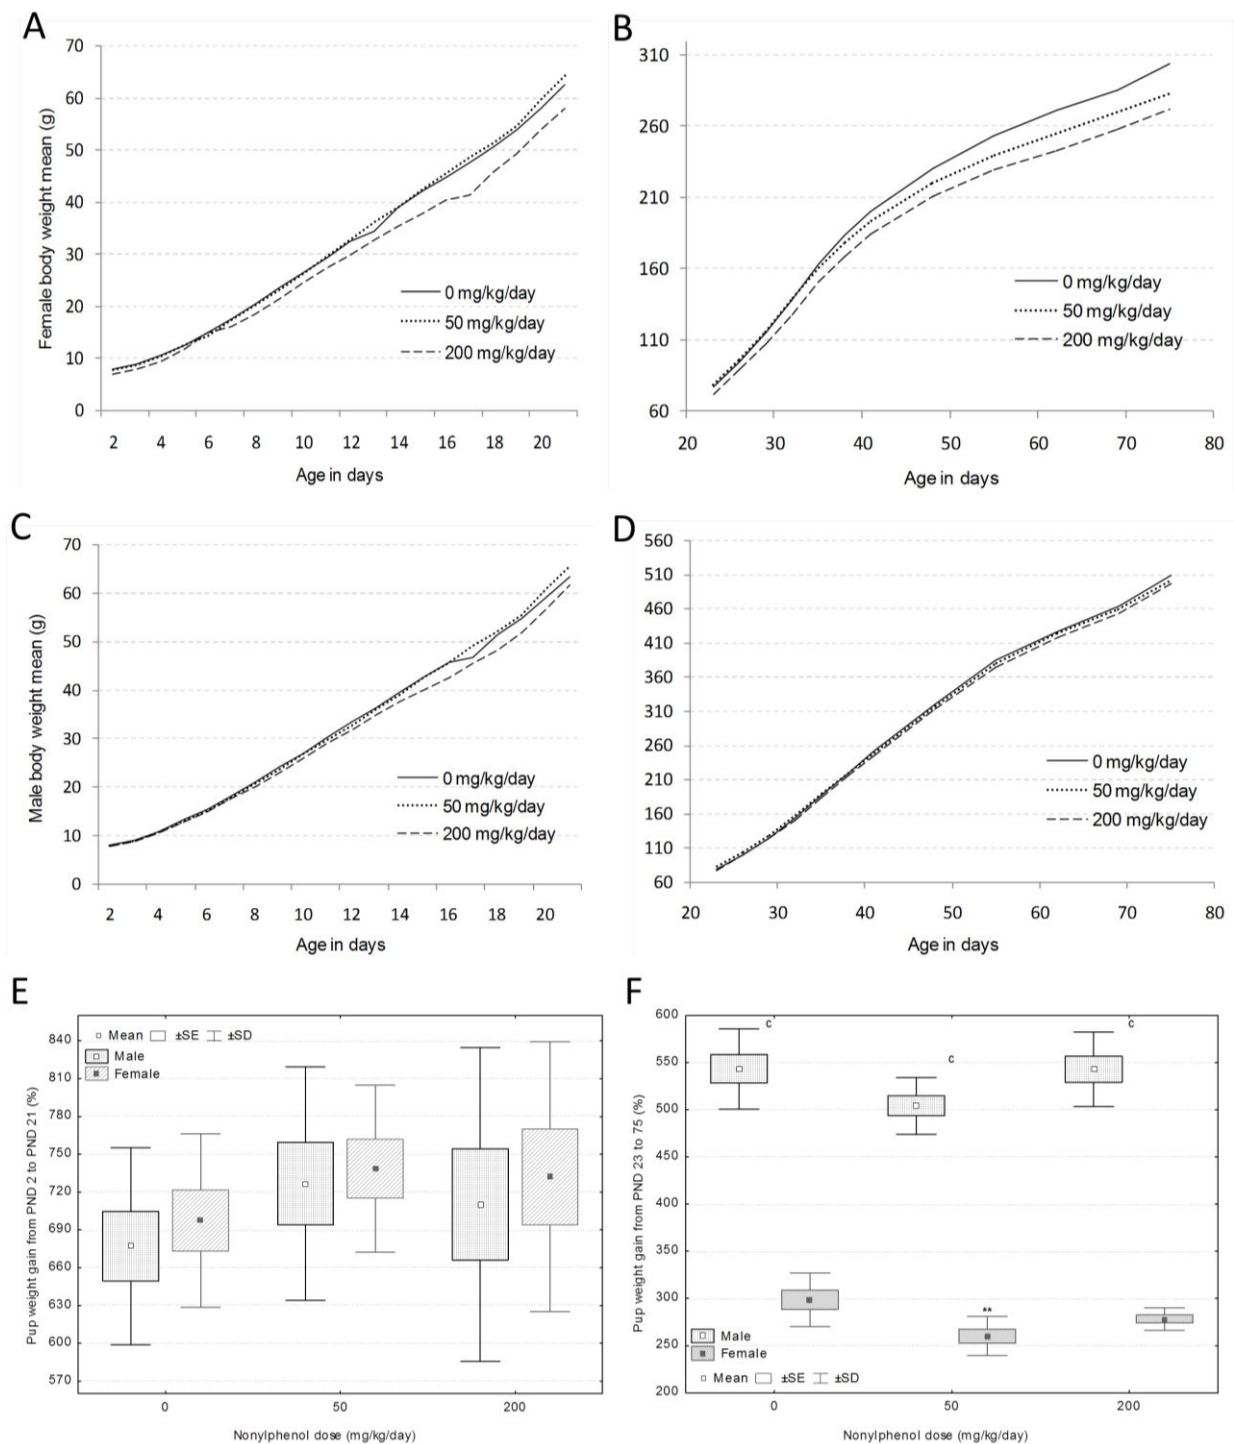 A
70
60
50
40
30
20
10
0
Female body weight mean (g)
0 mg/kg/day
50 mg/kg/day
200 mg/kg/day
2 4 6 8 10 12 14 16 18 20
Age in days
B
310
260
210
160
110
60
0 mg/kg/day
50 mg/kg/day
200 mg/kg/day
20 30 40 50 60 70 80
Age in days
C
70
60
50
40
30
20
10
0
Male body weight mean (g)
0 mg/kg/day
50 mg/kg/day
200 mg/kg/day
2 4 6 8 10 12 14 16 18 20
Age in days
D
560
510
460
410
360
310
260
210
160
110
60
0 mg/kg/day
50 mg/kg/day
200 mg/kg/day
20 30 40 50 60 70 80
Age in days
E
Pup weight gain from PND 2 to PND 21 (%)
840
810
780
750
720
690
660
630
600
570
Mean ±SE ±SD
Male
Female
0 50 200
Nonylphenol dose (mg/kg/day)
F
Pup weight gain from PND 23 to 75 (%)
600
550
500
450
400
350
300
250
200
c
c
c
**
Male
Female
Mean ±SE ±SD
0 50 200
Nonylphenol dose (mg/kg/day)